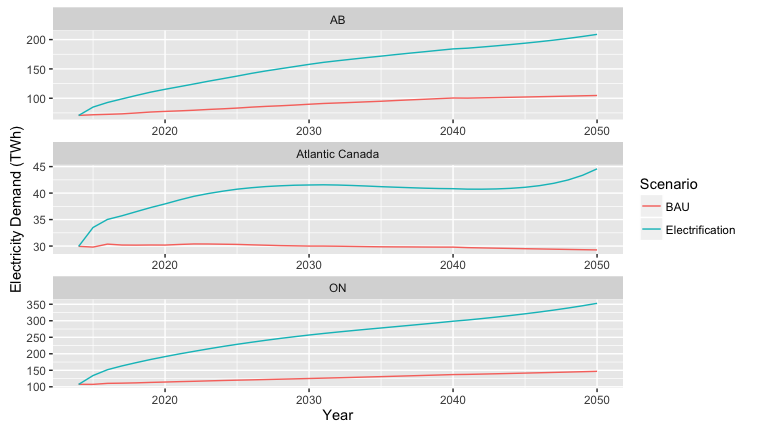 AB
200
150
100
2020 2030 2040 2050
Atlantic Canada
45
40
35
30
2020 2030 2040 2050
ON
350
300
250
200
150
100
2020 2030 2040 2050
Year
Electricity Demand (TWh)
Scenario
BAU
Electrification